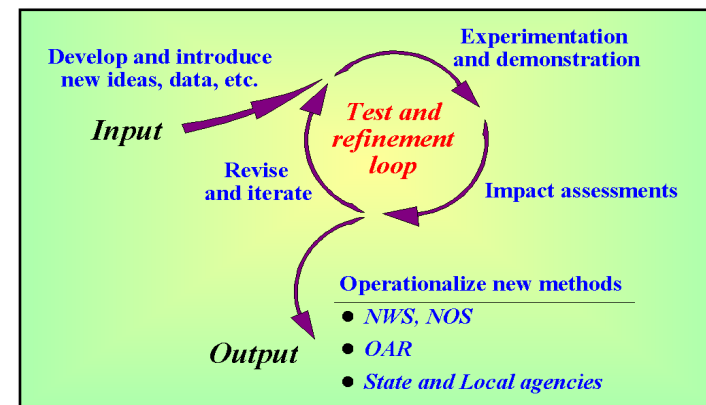 Develop and introduce
new ideas, data, etc.
Input
Experimentation
and demonstration
Test and
refinement
loop
Revise
and iterate
Impact assessments
Operationalize new methods
● NWS, NOS
● OAR
● State and Local agencies
Output